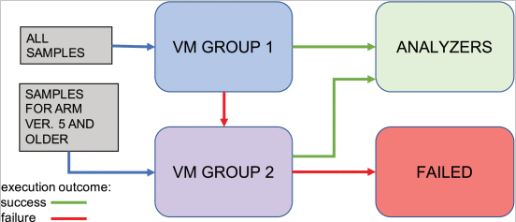 ALL
SAMPLES
VM GROUP 1
ANALYZERS
SAMPLES
FOR ARM
VER. 5 AND
OLDER
VM GROUP 2
FAILED
execution outcome:
success
failure